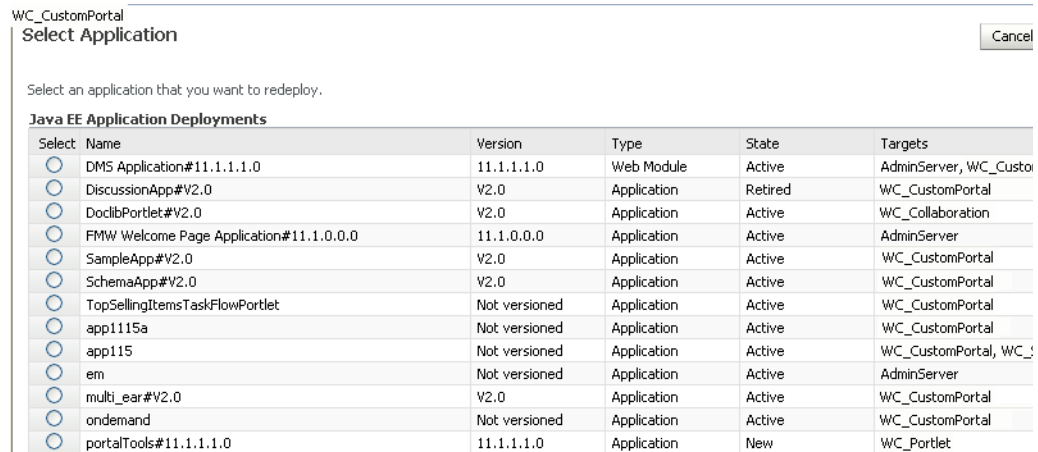 WC_CustomPortal
Select Application
Cancel
Select an application that you want to redeploy.
Java EE Application Deployments
Select Name Version Type State Targets
DMS Application#11.1.1.1.0 11.1.1.1.0 Web Module Active AdminServer, WC_Custo
DiscussionApp#V2.0 V2.0 Application Retired WC_CustomPortal
DoclibPortlet#V2.0 V2.0 Application Active WC_Collaboration
FMW Welcome Page Application#11.1.0.0.0 11.1.0.0.0 Application Active AdminServer
SampleApp#V2.0 V2.0 Application Active WC_CustomPortal
SchemaApp#V2.0 V2.0 Application Active WC_CustomPortal
TopSellingItemsTaskFlowPortlet Not versioned Application Active WC_CustomPortal
app1115a Not versioned Application Active WC_CustomPortal
app115 Not versioned Application Active WC_CustomPortal, WC_S
em Not versioned Application Active AdminServer
multi_ear#V2.0 V2.0 Application Active WC_CustomPortal
ondemand Not versioned Application Active WC_CustomPortal
portalTools#11.1.1.1.0 11.1.1.1.0 Application New WC_Portlet